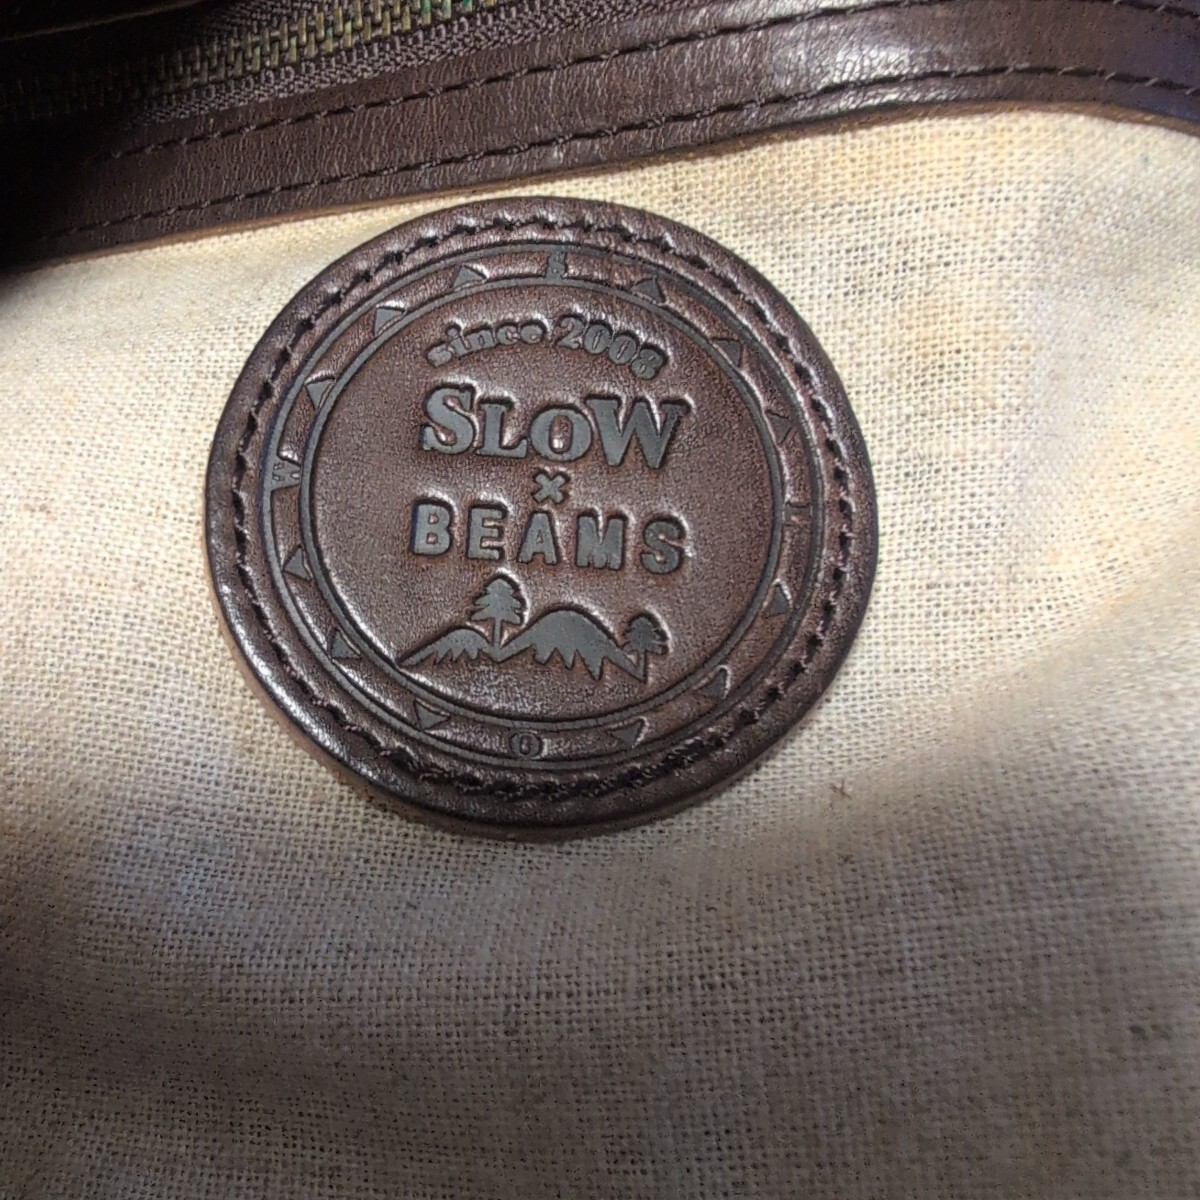 since 2008
SLOW
×
BEAMS
W
O